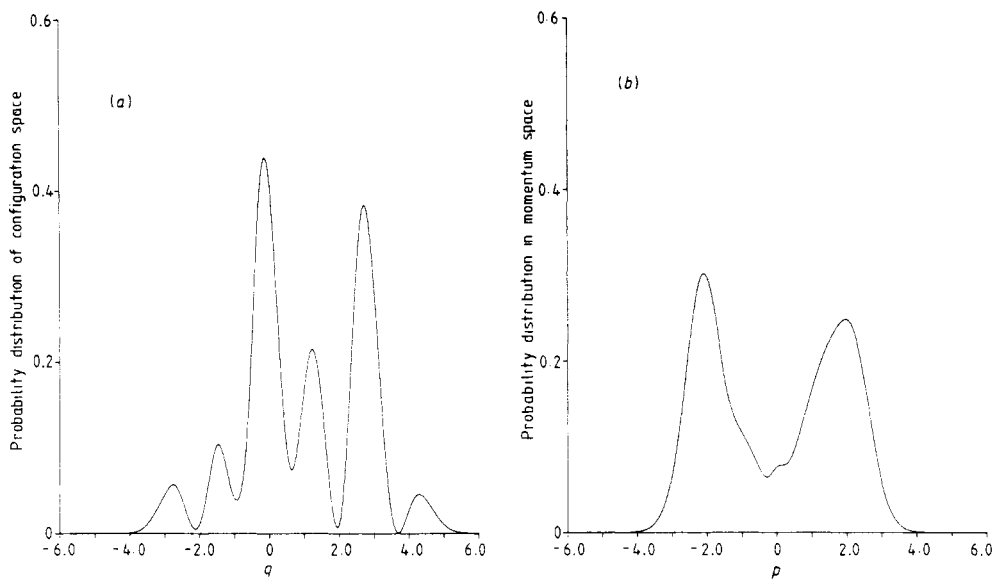 Probability distribution of configuration space
0.6
0.4
0.2
0
(a)
-6.0 -4.0 -2.0 0 2.0 4.0 6.0
q
Probability distribution in momentum space
0.6
0.4
0.2
0
(b)
-6.0 -4.0 -2.0 0 2.0 4.0 6.0
p